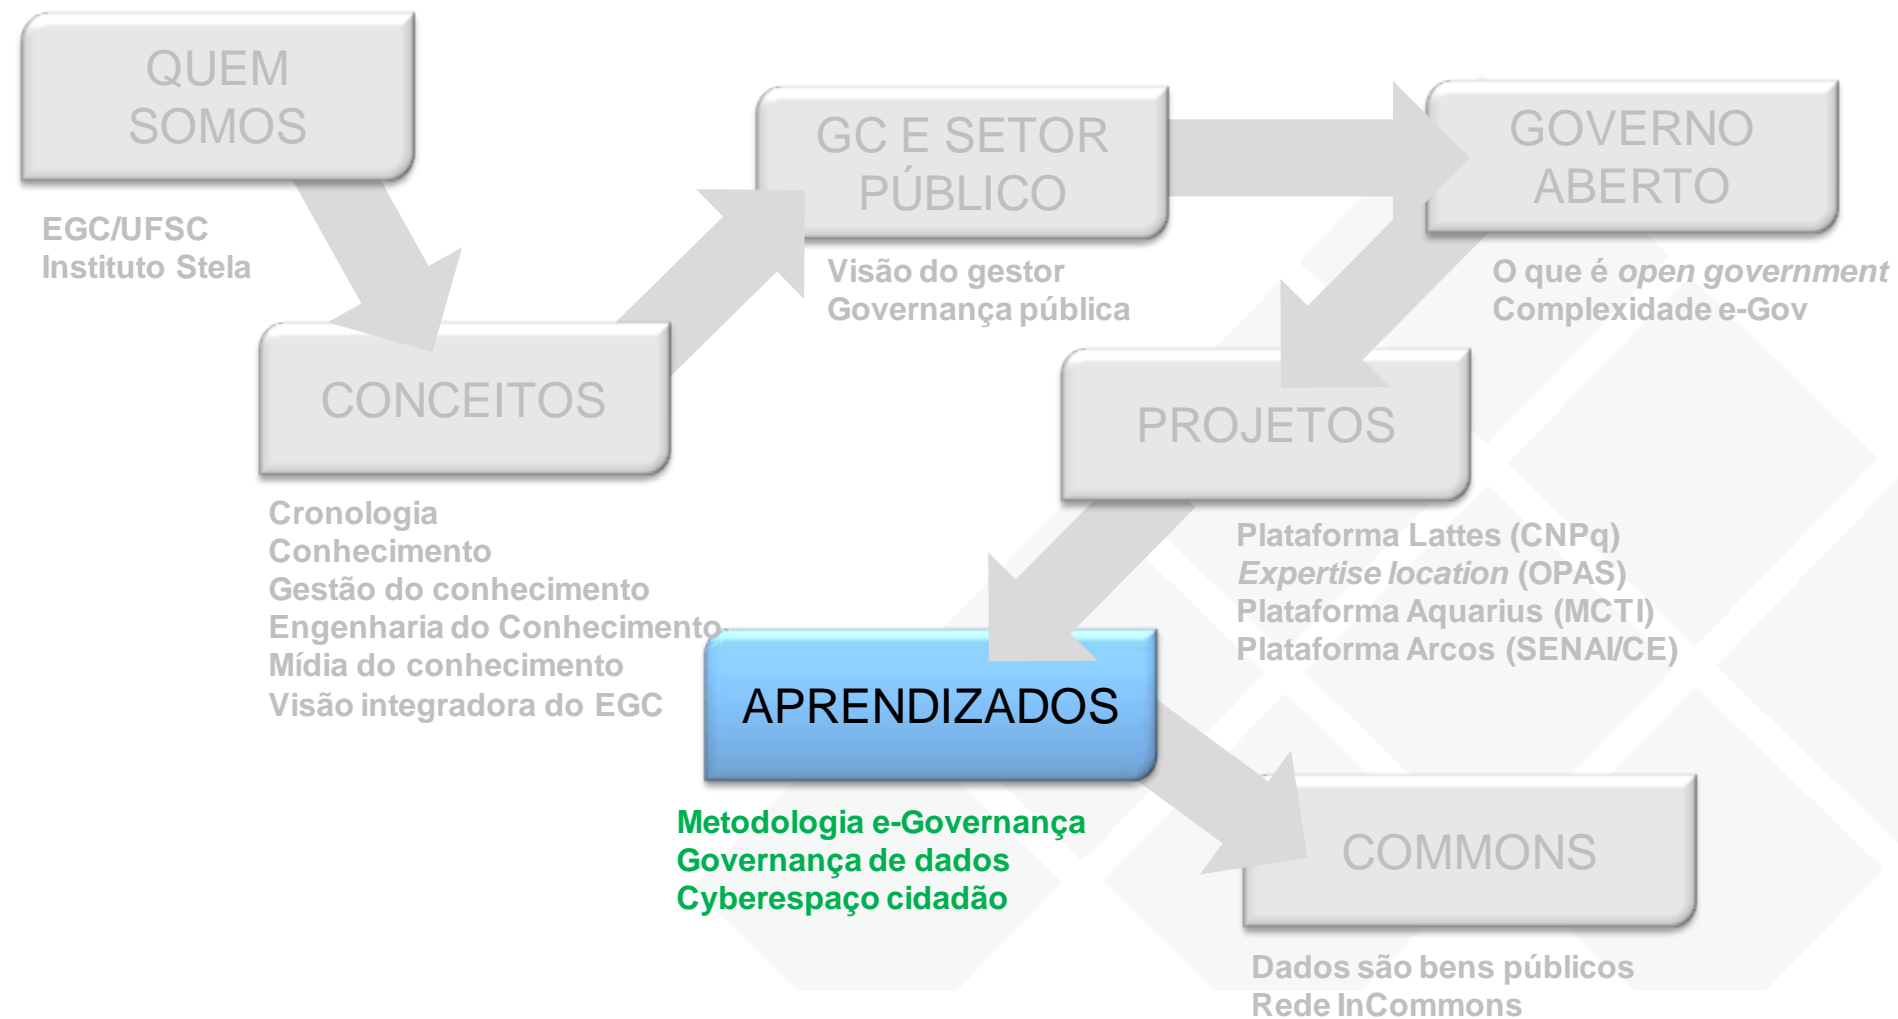 QUEM
SOMOS
EGC/UFSC
Instituto Stela
CONCEITOS
Cronologia
Conhecimento
Gestão do conhecimento
Engenharia do Conhecimento
Mídia do conhecimento
Visão integradora do EGC
GC E SETOR
PÚBLICO
Visão do gestor
Governança pública
GOVERNO
ABERTO
O que é open government
Complexidade e-Gov
PROJETOS
Plataforma Lattes (CNPq)
Expertise location (OPAS)
Plataforma Aquarius (MCTI)
Plataforma Arcos (SENAI/CE)
APRENDIZADOS
Metodologia e-Governança
Governança de dados
Cyberespaço cidadão
COMMONS
Dados são bens públicos
Rede InCommons